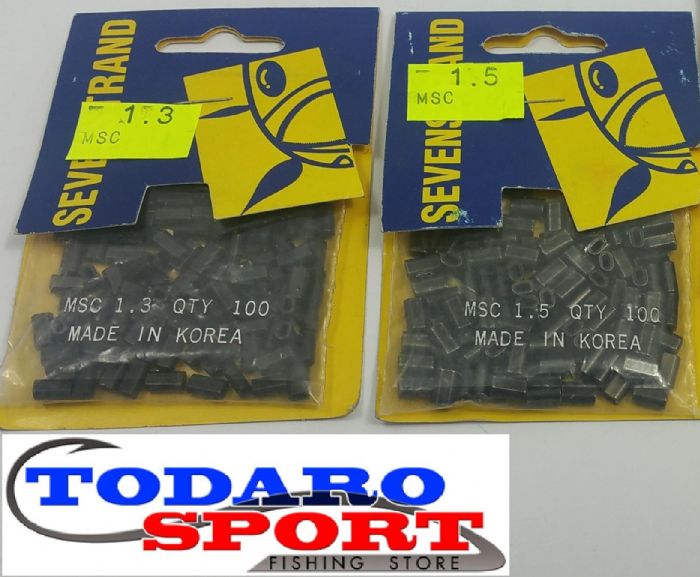 SEVENSTRAND
1.3
MSC
MSC 1.3 QTY 100
MADE IN KOREA
SEVENSTRAND
1.5
MSC
MSC 1.5 QTY 100
MADE IN KOREA
TODARO
SPORT
FISHING STORE